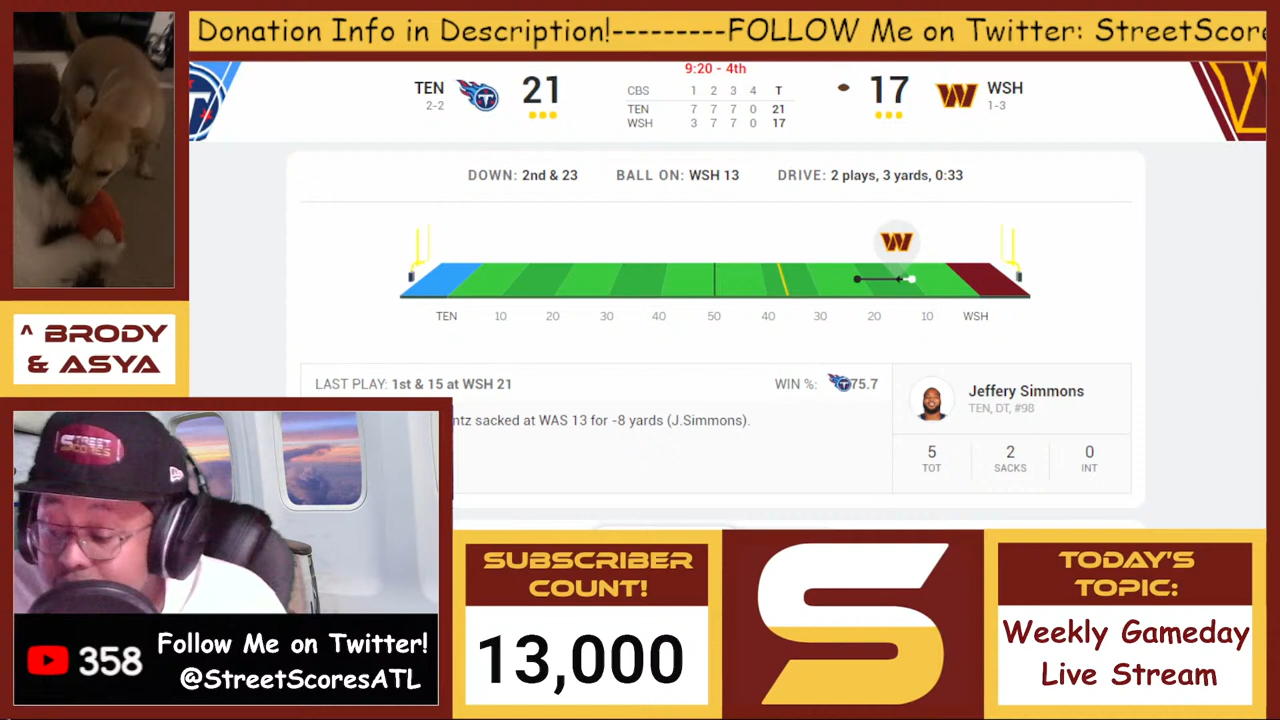 Donation Info in Description!---------FOLLOW Me on Twitter: StreetScore
TEN
2-2
21
9:20 - 4th
CBS 1 2 3 4 T
TEN 7 7 7 0 21
WSH 3 7 7 0 17
17
WSH
1-3
DOWN: 2nd & 23 BALL ON: WSH 13 DRIVE: 2 plays, 3 yards, 0:33
TEN 10 20 30 40 50 40 30 20 10 WSH
LAST PLAY: 1st & 15 at WSH 21 WIN %: 75.7
ntz sacked at WAS 13 for -8 yards (J.Simmons).
Jeffery Simmons
TEN, DT, #98
5 2 0
TOT SACKS INT
^ BRODY
& ASYA
STREET
SCORES
358
Follow Me on Twitter!
@StreetScoresATL
SUBSCRIBER
COUNT!
13,000
S
TODAY'S
TOPIC:
Weekly Gameday
Live Stream